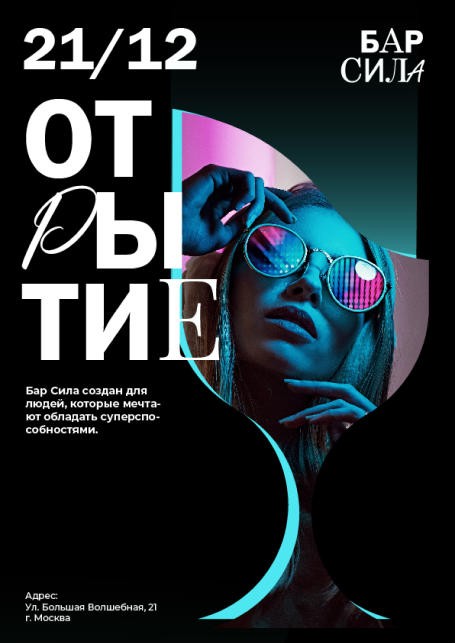 21/12
БАР
СИЛА
ОТ
РЫ
ТИЕ
Бар Сила создан для
людей, которые мечта-
ют обладать суперспо-
собностями.
Адрес:
Ул. Большая Волшебная, 21
г. Москва